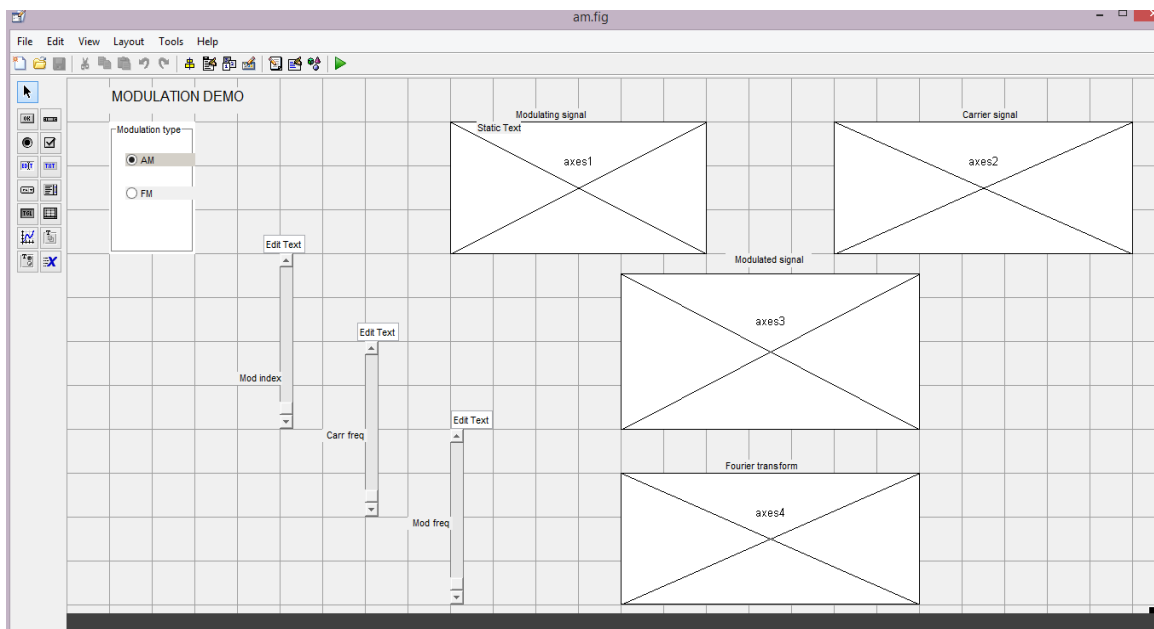 am.fig
File Edit View Layout Tools Help
MODULATION DEMO
Modulation type
AM
FM
Modulating signal
Static Text
axes1
Carrier signal
axes2
Edit Text
Mod index
Modulated signal
axes3
Edit Text
Carr freq
Edit Text
Mod freq
Fourier transform
axes4